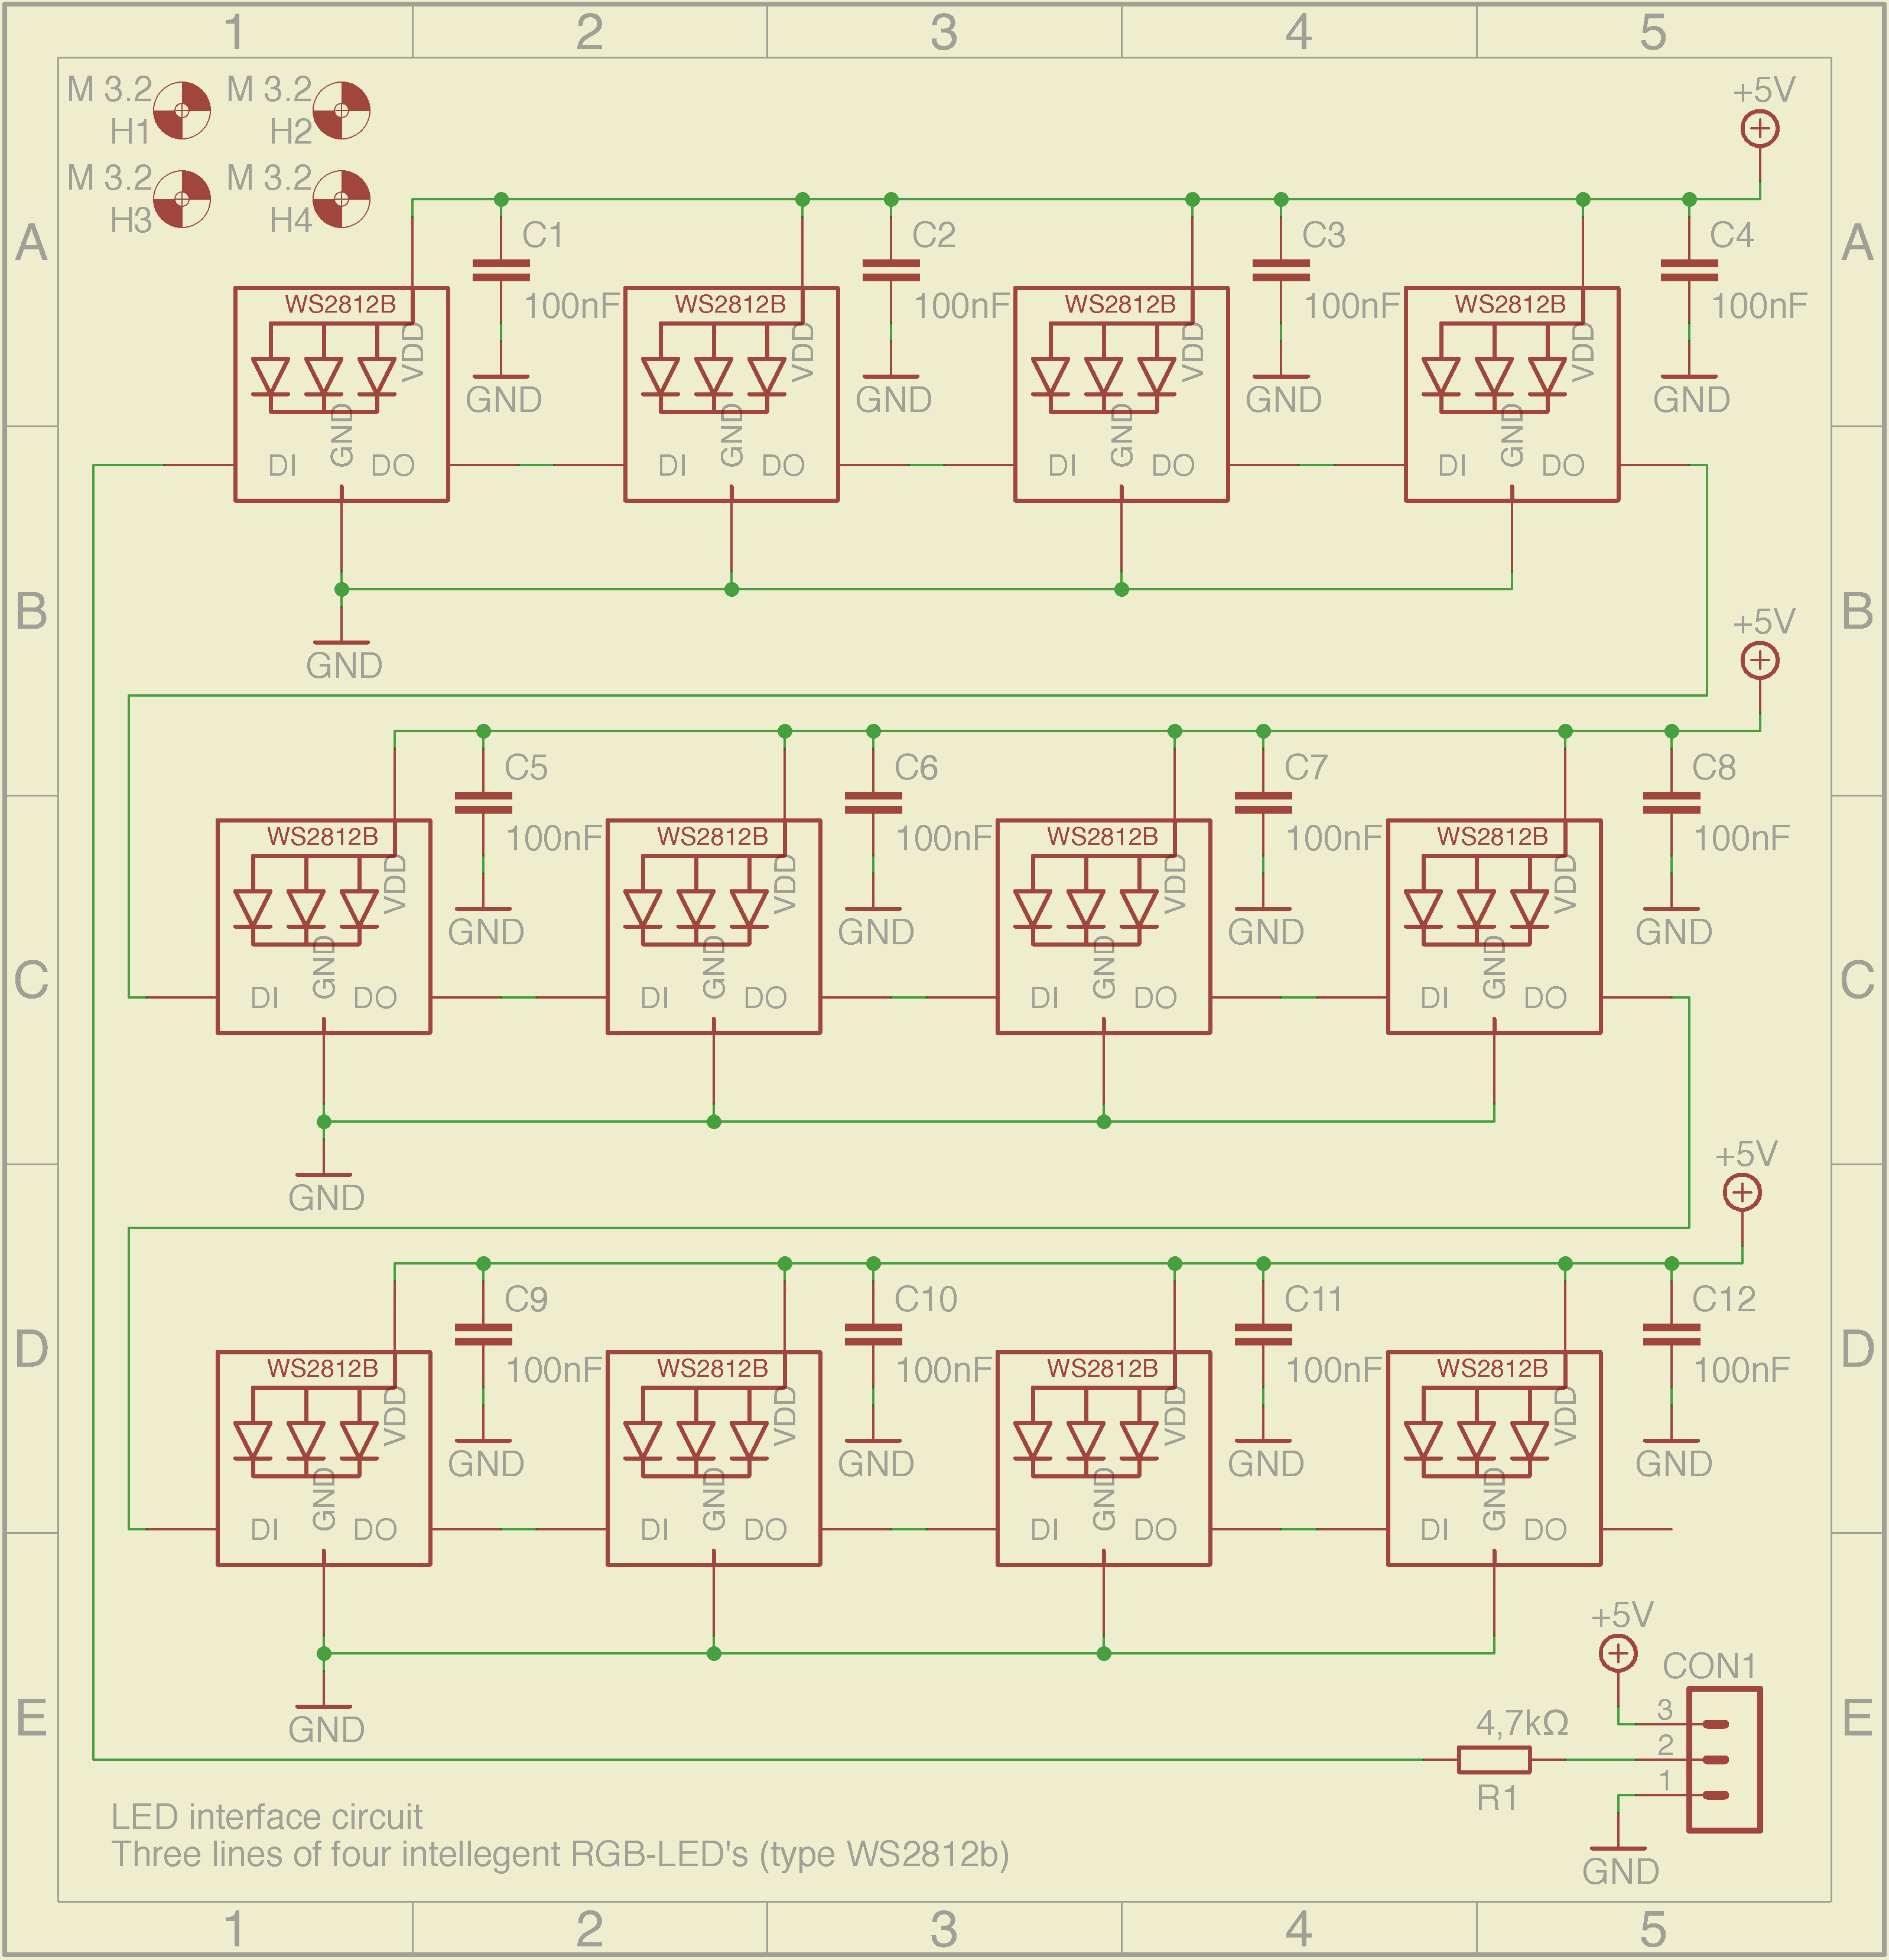 1 2 3 4 5
M 3.2 M 3.2 +5V
H1 H2
M 3.2 M 3.2
H3 H4
A C1 C2 C3 C4 A
WS2812B 100nF WS2812B 100nF WS2812B 100nF WS2812B 100nF
VDD VDD VDD VDD
GND GND GND GND
DI GND DO DI GND DO DI GND DO DI GND DO
B B
+5V
GND
C5 C6 C7 C8
WS2812B 100nF WS2812B 100nF WS2812B 100nF WS2812B 100nF
VDD VDD VDD VDD
GND GND GND GND
C DI GND DO DI GND DO DI GND DO DI GND DO C
+5V
GND
C9 C10 C11 C12
D D
WS2812B 100nF WS2812B 100nF WS2812B 100nF WS2812B 100nF
VDD VDD VDD VDD
GND GND GND GND
DI GND DO DI GND DO DI GND DO DI GND DO
+5V
CON1
E GND 4,7kΩ 3 E
2
R1 1
LED interface circuit
Three lines of four intellegent RGB-LED's (type WS2812b)
GND
1 2 3 4 5